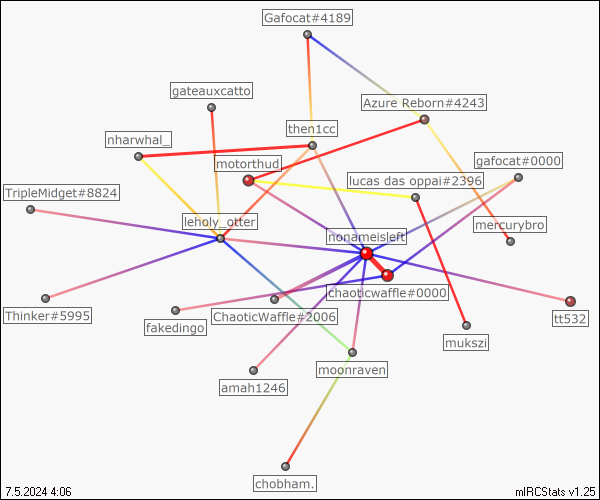 Gafocat#4189
gateauxcatto
Azure Reborn#4243
then1cc
nharwhal_
gafocat#0000
motorthud
lucas das oppai#2396
TripleMidget#8824
leholy_otter
mercurybro
nonameisleft
chaoticwaffle#0000
Thinker#5995
ChaoticWaffle#2006
fakedingo
tt532
mukszi
moonraven
amah1246
chobham.
7.5.2024 4:06
mIRCStats v1.25